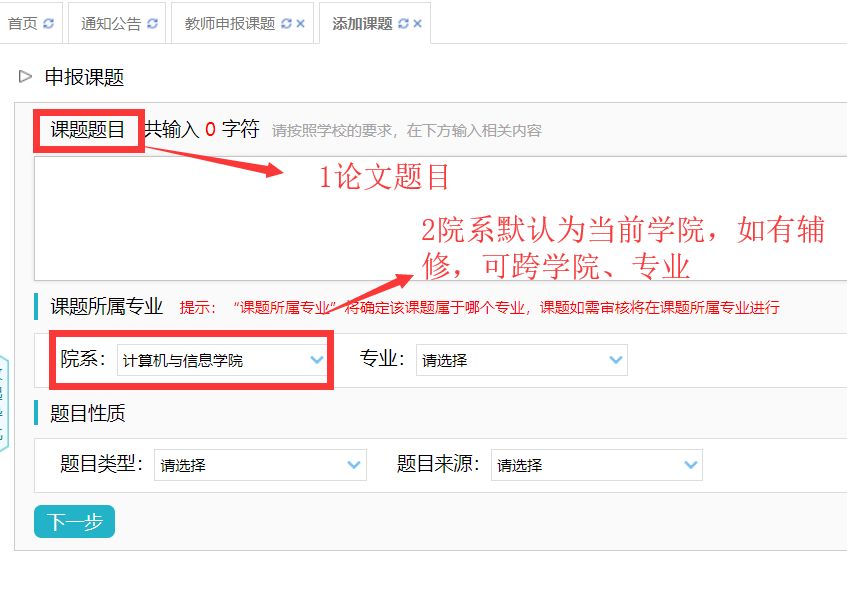 首页 通知公告 教师申报课题 添加课题
申报课题
课题题目 共输入 0 字符 请按照学校的要求，在下方输入相关内容
1论文题目
2院系默认为当前学院，如有辅
修，可跨学院、专业
课题所属专业 提示：“课题所属专业”将确定该课题属于哪个专业，课题如需审核将在课题所属专业进行
院系： 计算机与信息学院 专业： 请选择
题目性质
题目类型： 请选择 题目来源： 请选择
下一步